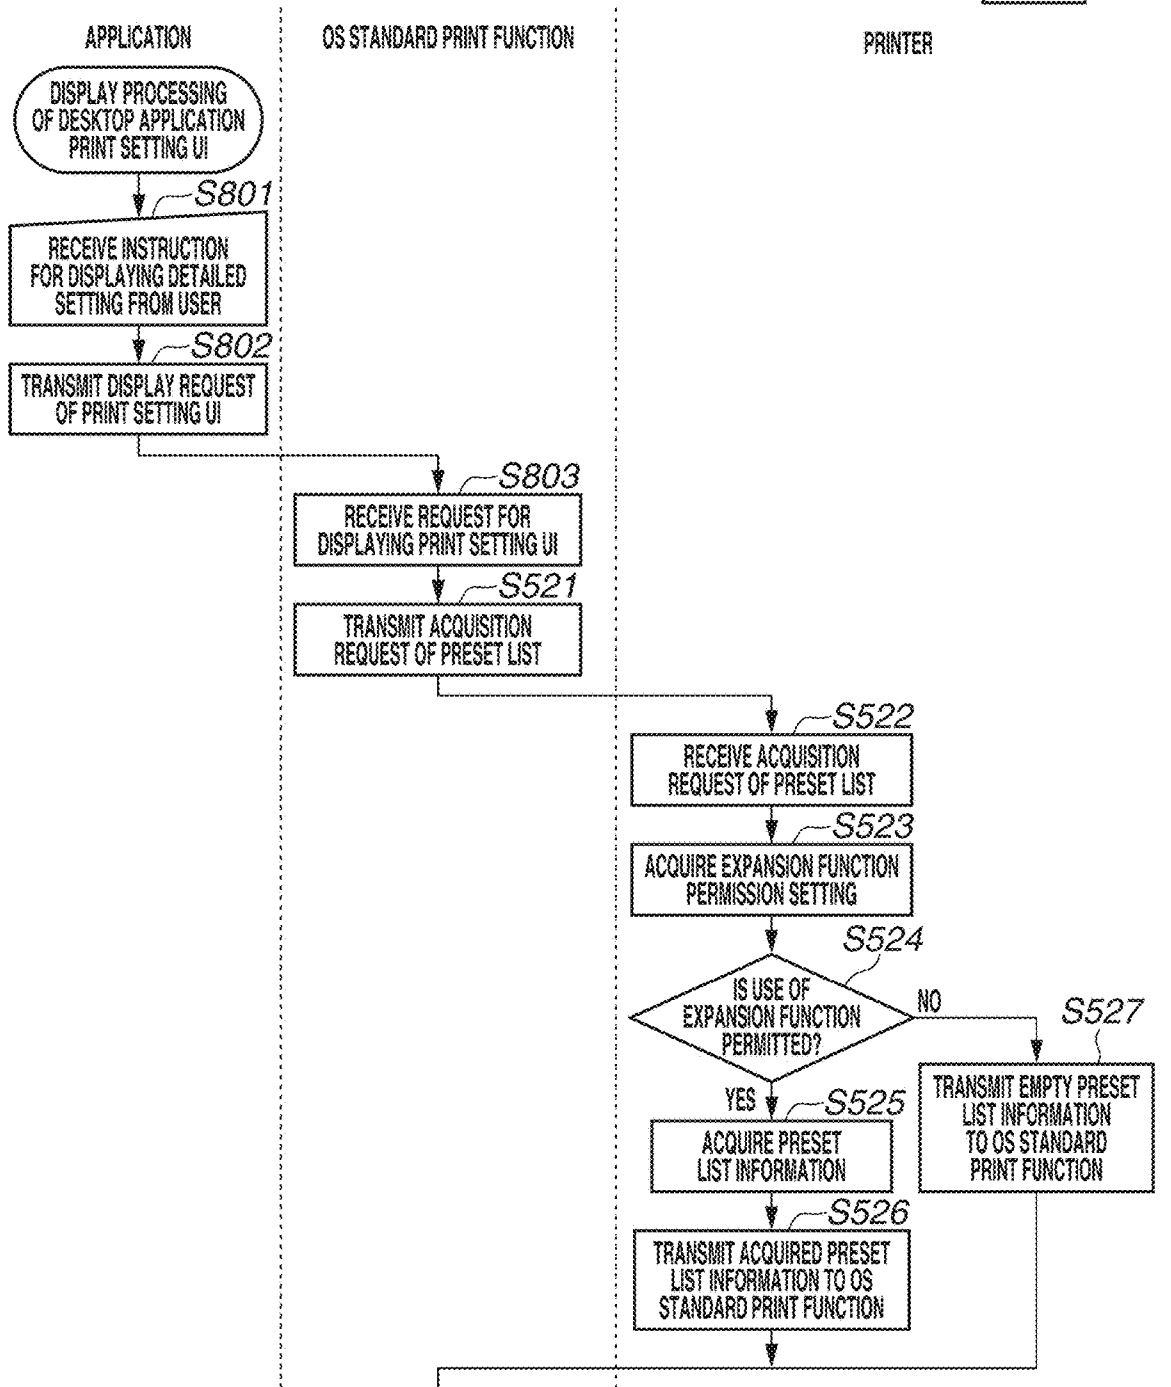 APPLICATION
OS STANDARD PRINT FUNCTION
PRINTER
DISPLAY PROCESSING
OF DESKTOP APPLICATION
PRINT SETTING UI
S801
RECEIVE INSTRUCTION
FOR DISPLAYING DETAILED
SETTING FROM USER
S802
TRANSMIT DISPLAY REQUEST
OF PRINT SETTING UI
S803
RECEIVE REQUEST FOR
DISPLAYING PRINT SETTING UI
S521
TRANSMIT ACQUISITION
REQUEST OF PRESET LIST
S522
RECEIVE ACQUISITION
REQUEST OF PRESET LIST
S523
ACQUIRE EXPANSION FUNCTION
PERMISSION SETTING
S524
IS USE OF
EXPANSION FUNCTION
PERMITTED?
NO
S527
TRANSMIT EMPTY PRESET
LIST INFORMATION
TO OS STANDARD
PRINT FUNCTION
YES
S525
ACQUIRE PRESET
LIST INFORMATION
S526
TRANSMIT ACQUIRED PRESET
LIST INFORMATION TO OS
STANDARD PRINT FUNCTION